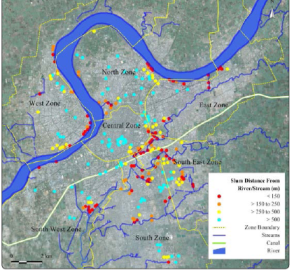 North Zone
West Zone
East Zone
Central Zone
South East Zone
South West Zone
South Zone
Slum Distance From
River/Stream (m)
< 150
> 150 to 250
> 250 to 500
> 500
Zone Boundary
Streams
Canal
River